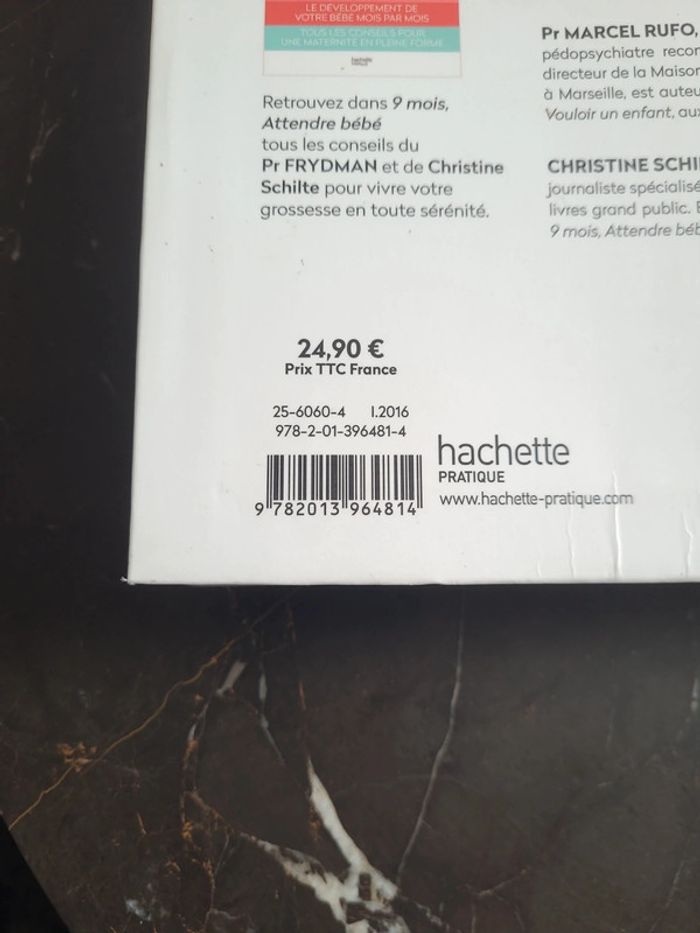 LE DÉVELOPPEMENT DE
VOTRE BÉBÉ MOIS PAR MOIS
TOUS LES CONSEILS POUR
UNE MATERNITÉ EN PLEINE FORME
hachette
Retrouvez dans 9 mois,
Attendre bébé
tous les conseils du
Pr FRYDMAN et de Christine
Schilte pour vivre votre
grossesse en toute sérénité.
Pr MARCEL RUFO,
pédopsychiatre
directeur de la Maison
à Marseille, est
Vouloir un enfant,
CHRISTINE
journaliste
livres grand public.
9 mois, Attendre
24,90 €
Prix TTC France
25-6060-4 I.2016
978-2-01-396481-4
9 782013 964814
hachette
PRATIQUE
www.hachette-pratique.com